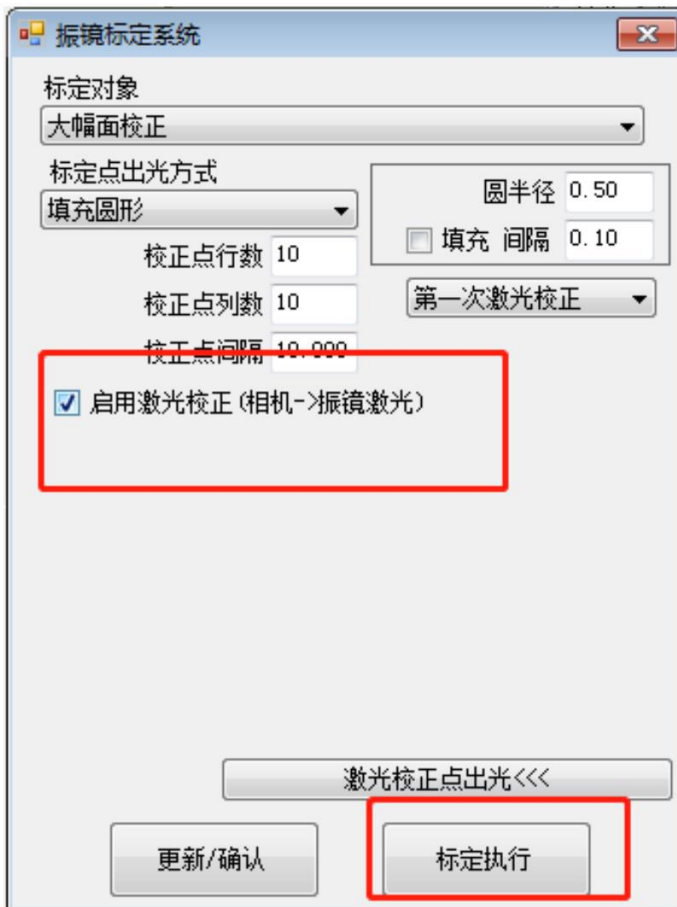 振镜标定系统
标定对象
大幅面校正
标定点出光方式
填充圆形
圆半径 0.50
填充 间隔 0.10
校正点行数 10
校正点列数 10
第一次激光校正
校正点间隔 10.000
启用激光校正(相机->振镜激光)
激光校正点出光<<<
更新/确认
标定执行